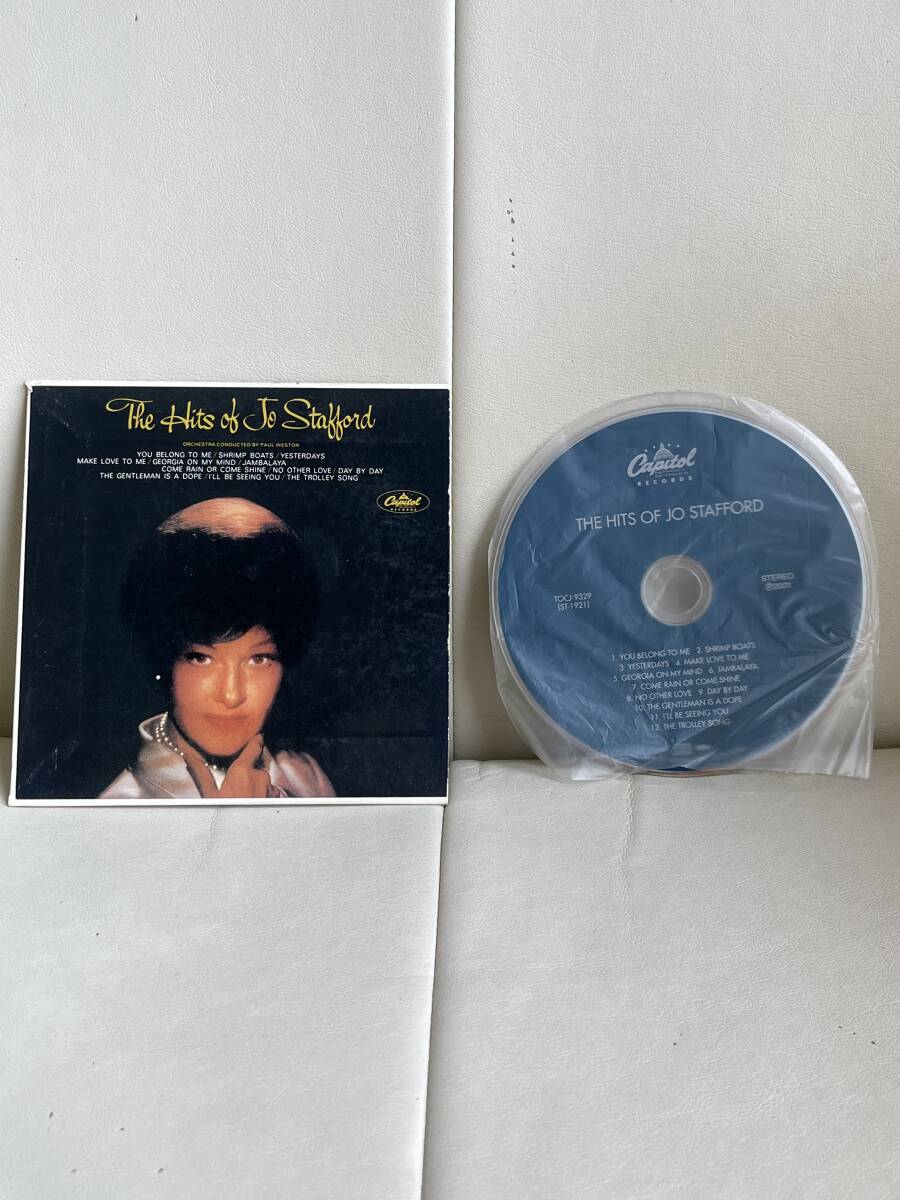 The Hits of Jo Stafford
ORCHESTRA CONDUCTED BY PAUL WESTON
YOU BELONG TO ME / SHRIMP BOATS / YESTERDAYS
MAKE LOVE TO ME / GEORGIA ON MY MIND / JAMBALAYA
COME RAIN OR COME SHINE / NO OTHER LOVE / DAY BY DAY
THE GENTLEMAN IS A DOPE / I'LL BE SEEING YOU / THE TROLLEY SONG
Capitol
RECORDS
Capitol
RECORDS
THE HITS OF JO STAFFORD
TOCJ-9329
(ST-1921)
STEREO
℗2001
1. YOU BELONG TO ME 2. SHRIMP BOATS
3. YESTERDAYS 4. MAKE LOVE TO ME
5. GEORGIA ON MY MIND 6. JAMBALAYA
7. COME RAIN OR COME SHINE
8. NO OTHER LOVE 9. DAY BY DAY
10. THE GENTLEMAN IS A DOPE
11. I'LL BE SEEING YOU
12. THE TROLLEY SONG